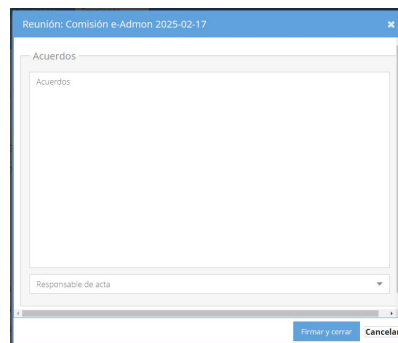 Reunión: Comisión e-Admon 2025-02-17
Acuerdos
Acuerdos
Responsable de acta
Firmar y cerrar
Cancelar